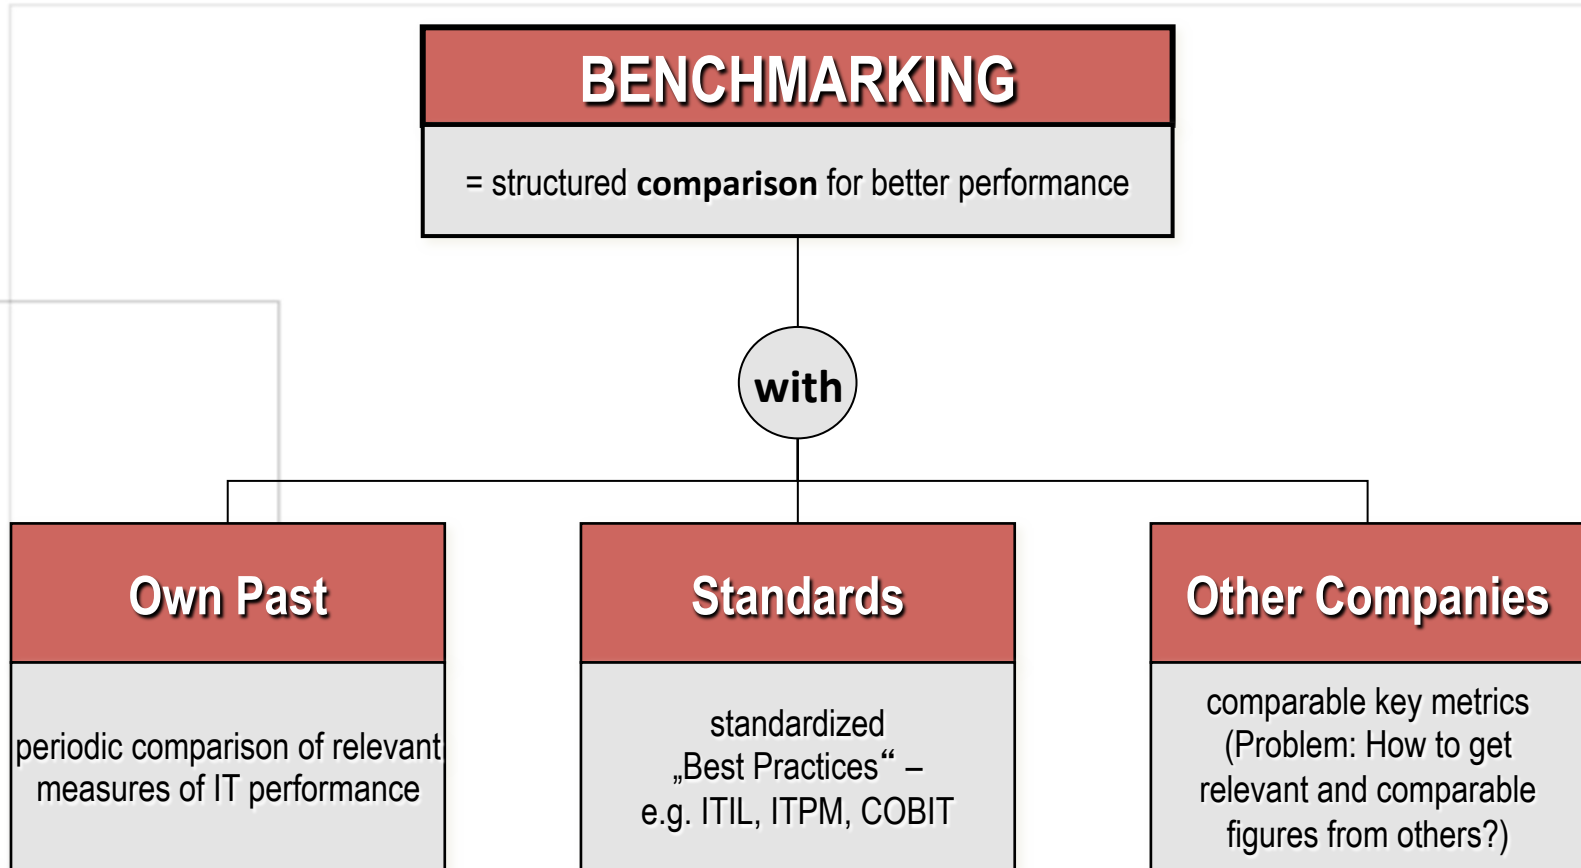 BENCHMARKING
= structured comparison for better performance
with
Own Past
periodic comparison of relevant
measures of IT performance
Standards
standardized
„Best Practices“ –
e.g. ITIL, ITPM, COBIT
Other Companies
comparable key metrics
(Problem: How to get
relevant and comparable
figures from others?)